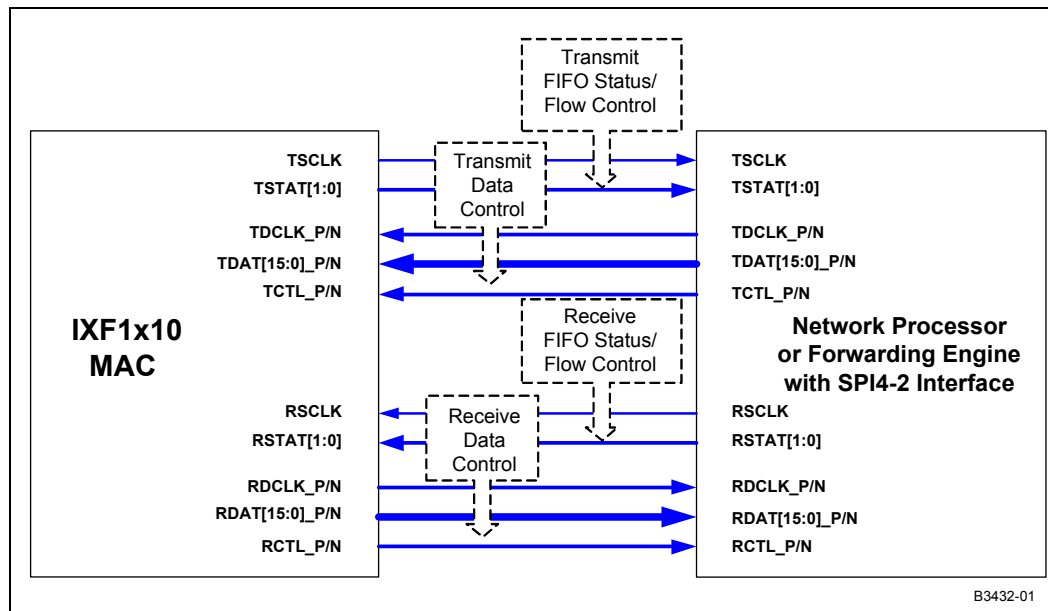 Transmit
FIFO Status/
Flow Control
TSCLK
TSTAT[1:0]
TDCLK_P/N
TDAT[15:0]_P/N
TCTL_P/N
IXF1x10
MAC
RSCLK
RSTAT[1:0]
RDCLK_P/N
RDAT[15:0]_P/N
RCTL_P/N
Transmit
Data
Control
Receive
FIFO Status/
Flow Control
Receive
Data
Control
TSCLK
TSTAT[1:0]
TDCLK_P/N
TDAT[15:0]_P/N
TCTL_P/N
Network Processor
or Forwarding Engine
with SPI4-2 Interface
RSCLK
RSTAT[1:0]
RDCLK_P/N
RDAT[15:0]_P/N
RCTL_P/N
B3432-01